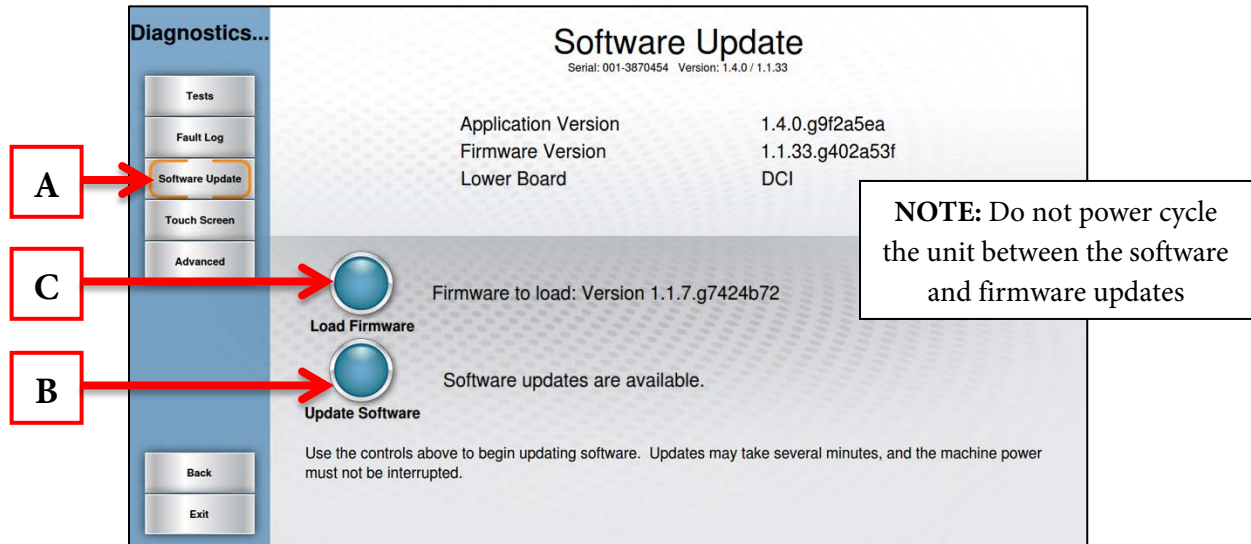 Diagnostics...
Tests
Fault Log
Software Update
Touch Screen
Advanced
Back
Exit
A
C
B
Software Update
Serial: 001-3870454 Version: 1.4.0 / 1.1.33
Application Version 1.4.0.g9f2a5ea
Firmware Version 1.1.33.g402a53f
Lower Board DCI
NOTE: Do not power cycle
the unit between the software
and firmware updates
Firmware to load: Version 1.1.7.g7424b72
Load Firmware
Software updates are available.
Update Software
Use the controls above to begin updating software. Updates may take several minutes, and the machine power
must not be interrupted.